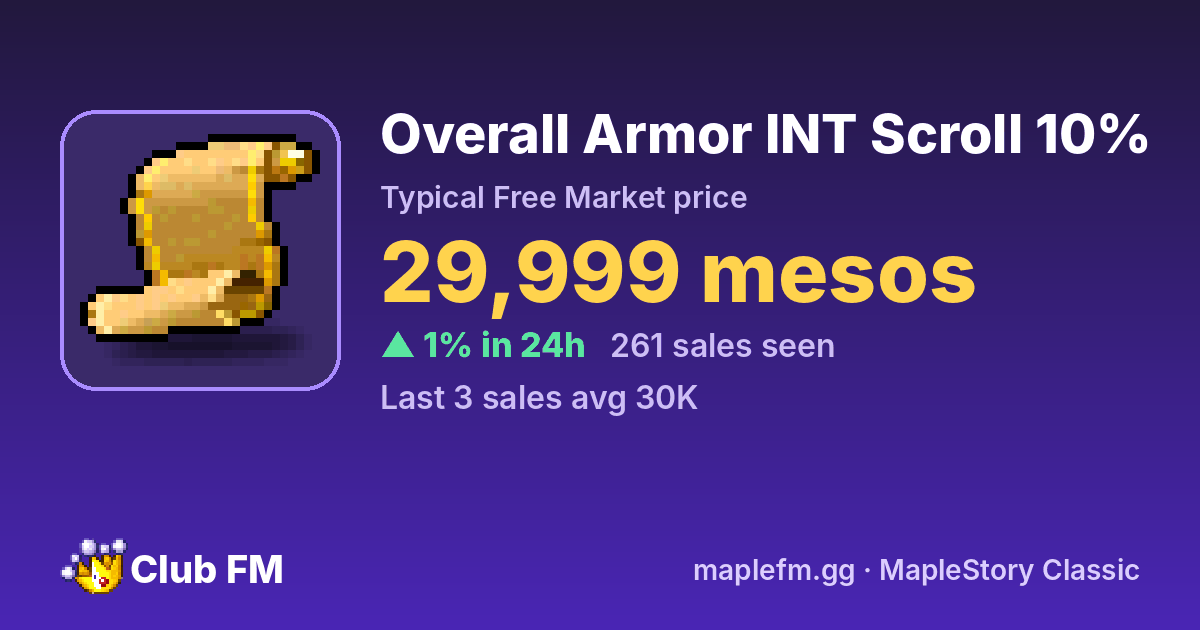 Overall Armor INT Scroll 10%
Typical Free Market price
29,999 mesos
▲ 1% in 24h 261 sales seen
Last 3 sales avg 30K
Club FM
maplefm.gg · MapleStory Classic